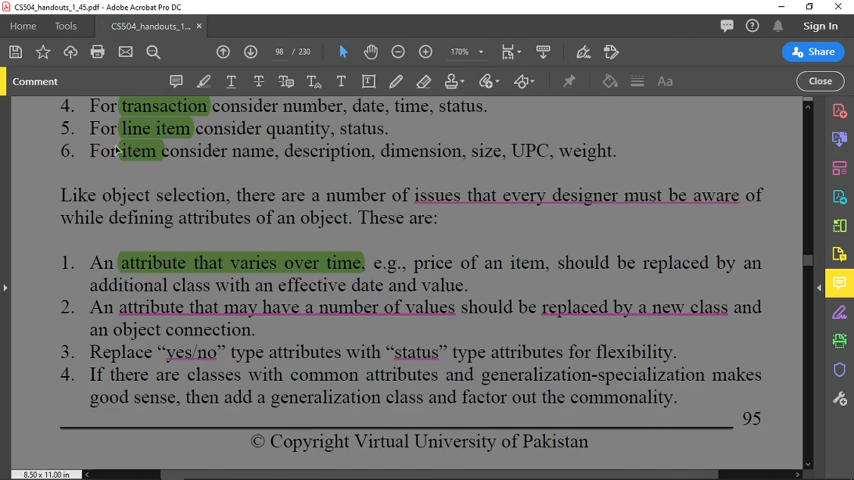 CS504_handouts_1_45.pdf - Adobe Acrobat Pro DC
Home Tools CS504_handouts_1... ×
Sign In
98 / 230 170%
Share
Comment
Close
4. For transaction consider number, date, time, status.
5. For line item consider quantity, status.
6. For item consider name, description, dimension, size, UPC, weight.
Like object selection, there are a number of issues that every designer must be aware of
while defining attributes of an object. These are:
1. An attribute that varies over time, e.g., price of an item, should be replaced by an
additional class with an effective date and value.
2. An attribute that may have a number of values should be replaced by a new class and
an object connection.
3. Replace “yes/no” type attributes with “status” type attributes for flexibility.
4. If there are classes with common attributes and generalization-specialization makes
good sense, then add a generalization class and factor out the commonality.
95
© Copyright Virtual University of Pakistan
8.50 x 11.00 in